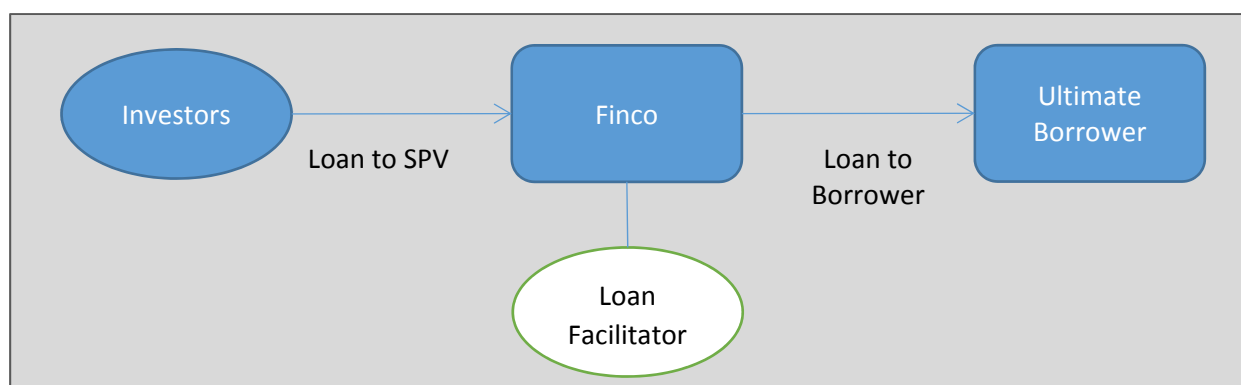 Investors
Loan to SPV
Finco
Loan to
Borrower
Ultimate
Borrower
Loan
Facilitator